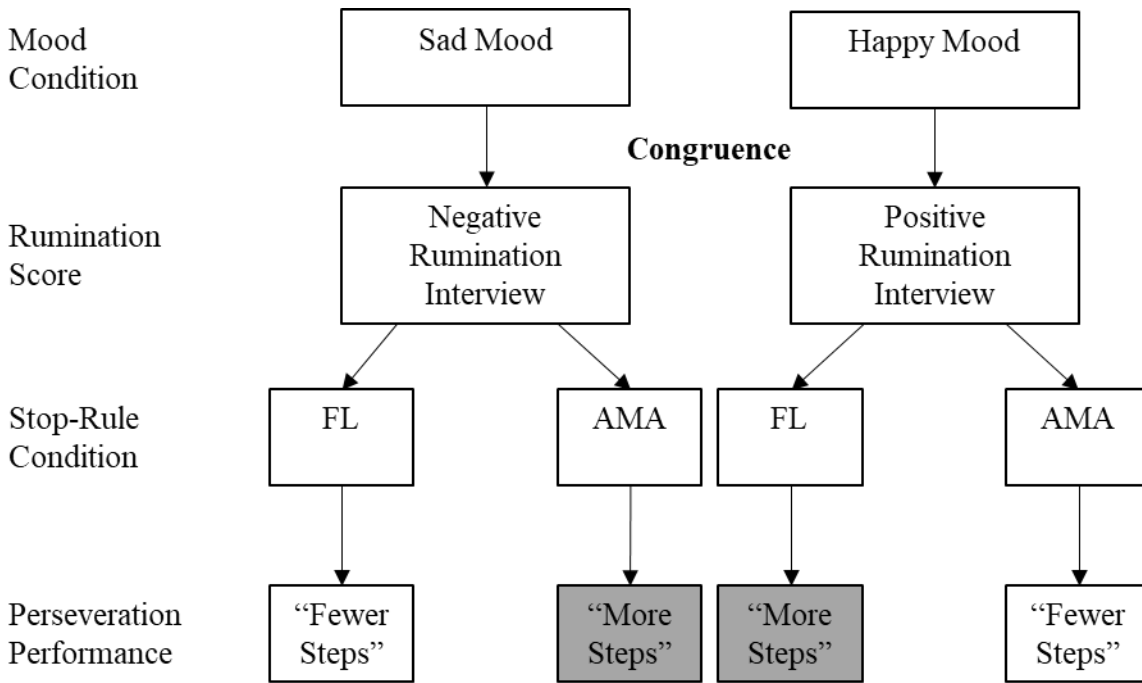 Mood
Condition
Sad Mood
Happy Mood
Congruence
Rumination
Score
Negative
Rumination
Interview
Positive
Rumination
Interview
Stop-Rule
Condition
FL
AMA
FL
AMA
Perseveration
Performance
“Fewer
Steps”
“More
Steps”
“More
Steps”
“Fewer
Steps”